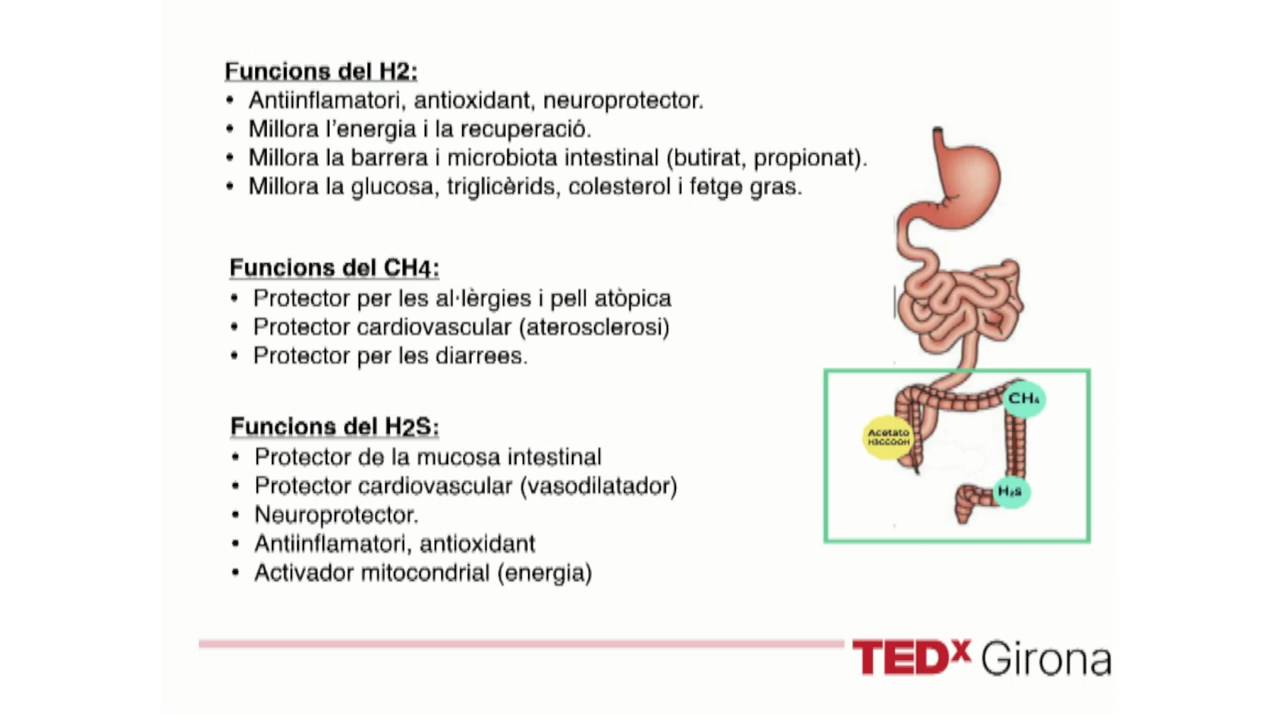 Funcions del H2:
• Antiinflamatori, antioxidant, neuroprotector.
• Millora l'energia i la recuperació.
• Millora la barrera i microbiota intestinal (butirat, propionat).
• Millora la glucosa, triglicèrids, colesterol i fetge gras.
Funcions del CH4:
• Protector per les al·lèrgies i pell atòpica
• Protector cardiovascular (aterosclerosi)
• Protector per les diarrees.
Funcions del H2S:
• Protector de la mucosa intestinal
• Protector cardiovascular (vasodilatador)
• Neuroprotector.
• Antiinflamatori, antioxidant
• Activador mitocondrial (energia)
CH₄
Acetato
H3CCOOH
H₂S
TEDx Girona